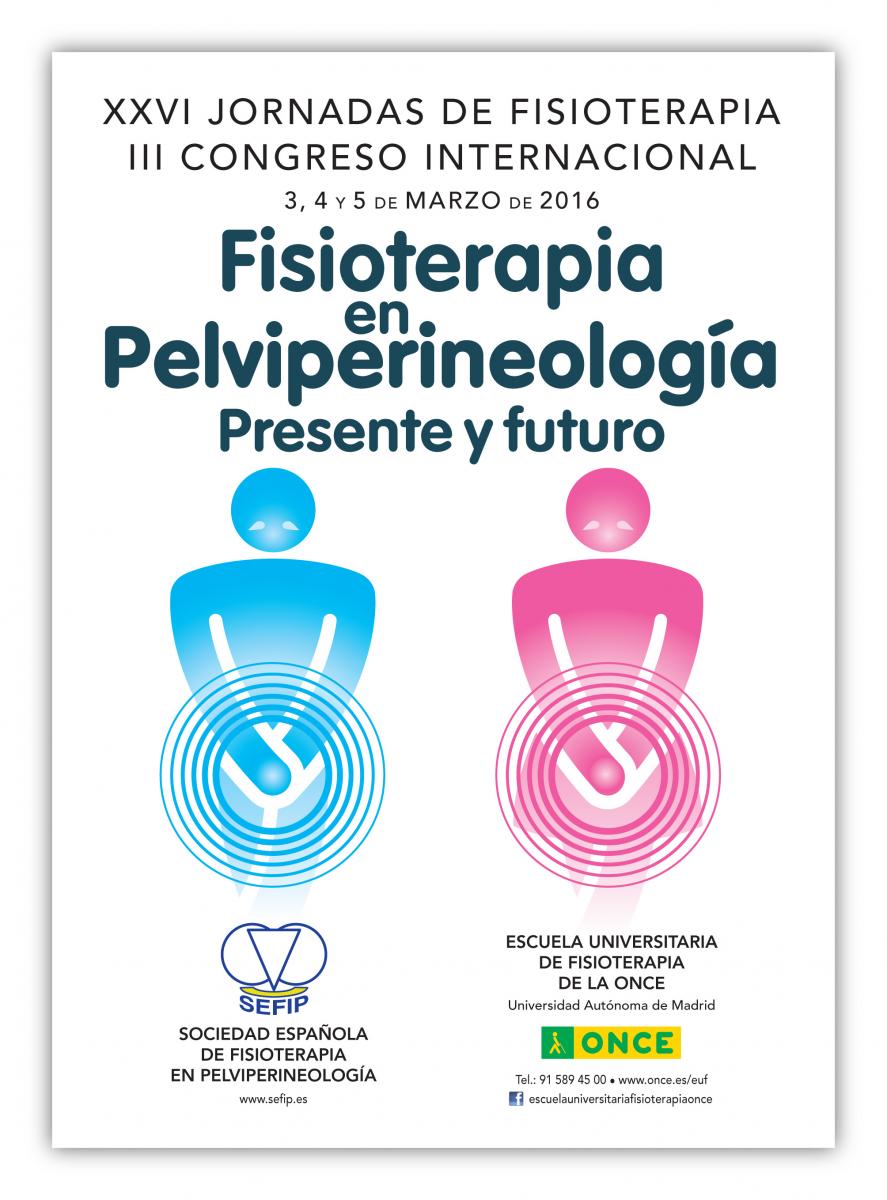 XXVI JORNADAS DE FISIOTERAPIA
III CONGRESO INTERNACIONAL
3, 4 Y 5 DE MARZO DE 2016
Fisioterapia
en
Pelviperineología
Presente y futuro
SEFIP
SOCIEDAD ESPAÑOLA
DE FISIOTERAPIA
EN PELVIPERINEOLOGÍA
www.sefip.es
ESCUELA UNIVERSITARIA
DE FISIOTERAPIA
DE LA ONCE
Universidad Autónoma de Madrid
ONCE
Tel.: 91 589 45 00 • www.once.es/euf
f escuelauniversitariafisioterapiaonce